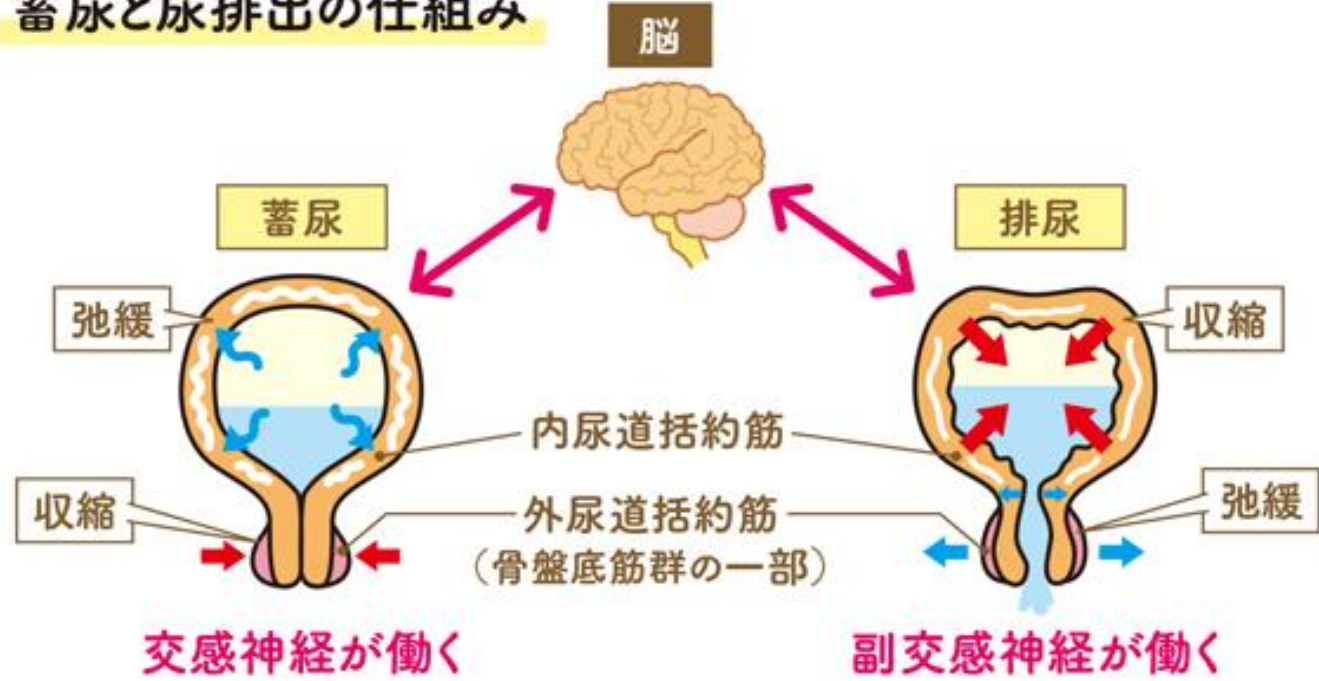 蓄尿と尿排出の仕組み
脳
蓄尿
排尿
弛緩
収縮
内尿道括約筋
収縮
外尿道括約筋
(骨盤底筋群の一部)
弛緩
交感神経が働く
副交感神経が働く